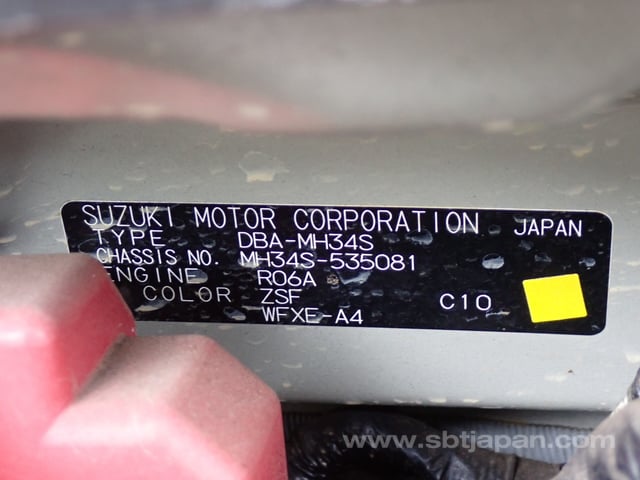 SUZUKI MOTOR CORPORATION JAPAN
TYPE DBA-MH34S
CHASSIS NO. MH34S-535081
ENGINE R06A
COLOR ZSF C10
WFXE-A4
www.sbtjapan.com